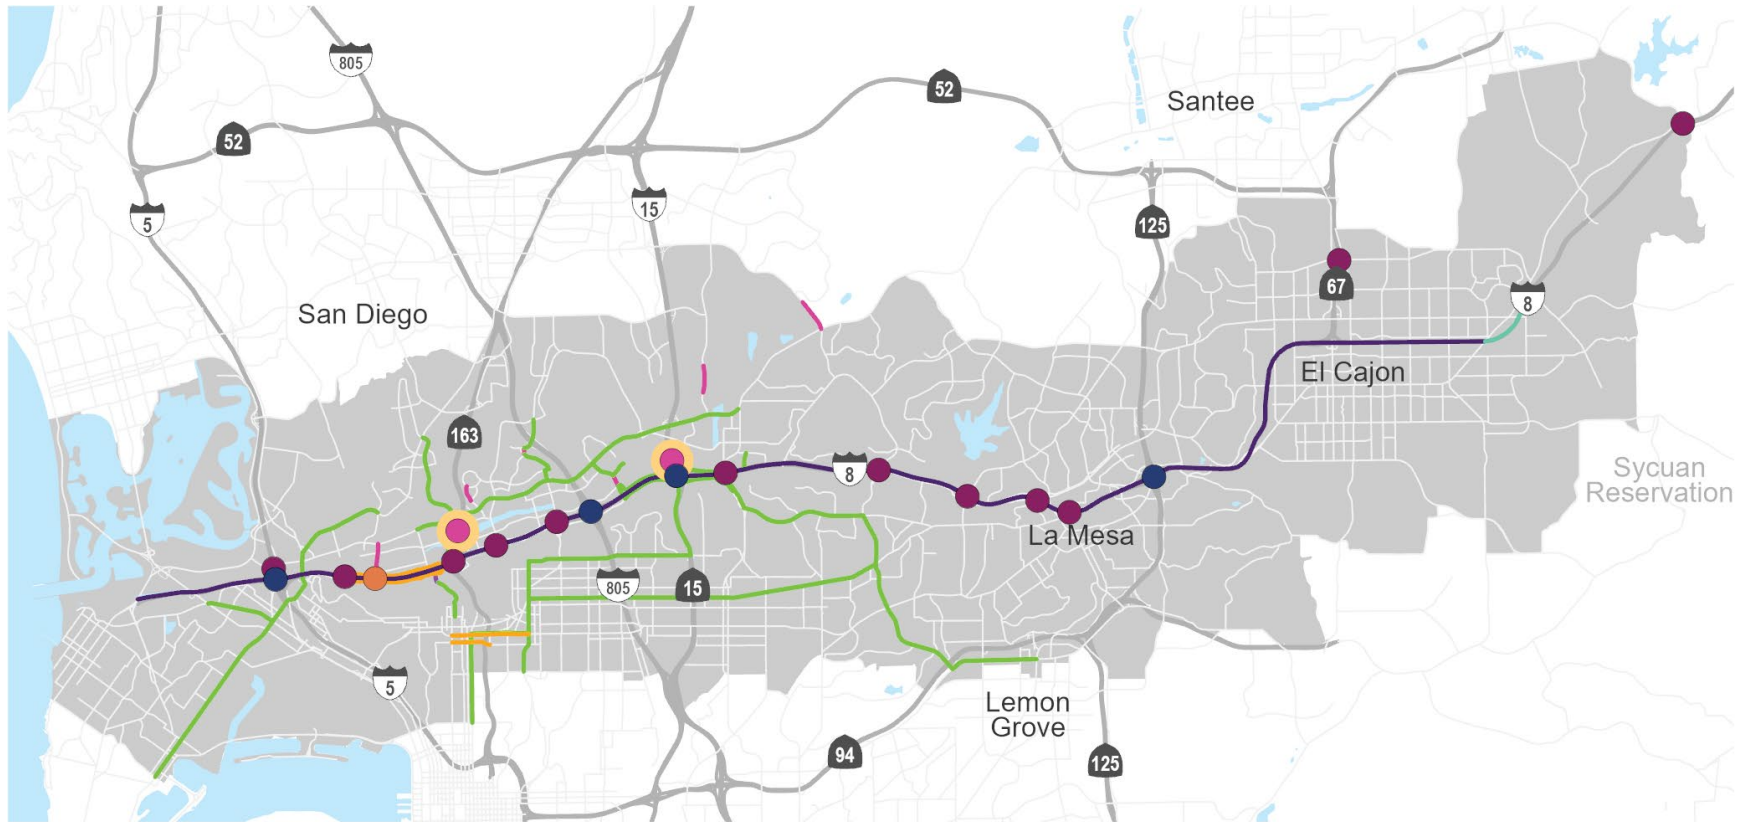 805
52
Santee
52
5
15
125
67
8
San Diego
El Cajon
163
8
Sycuan
Reservation
La Mesa
805
15
5
Lemon
Grove
94
125